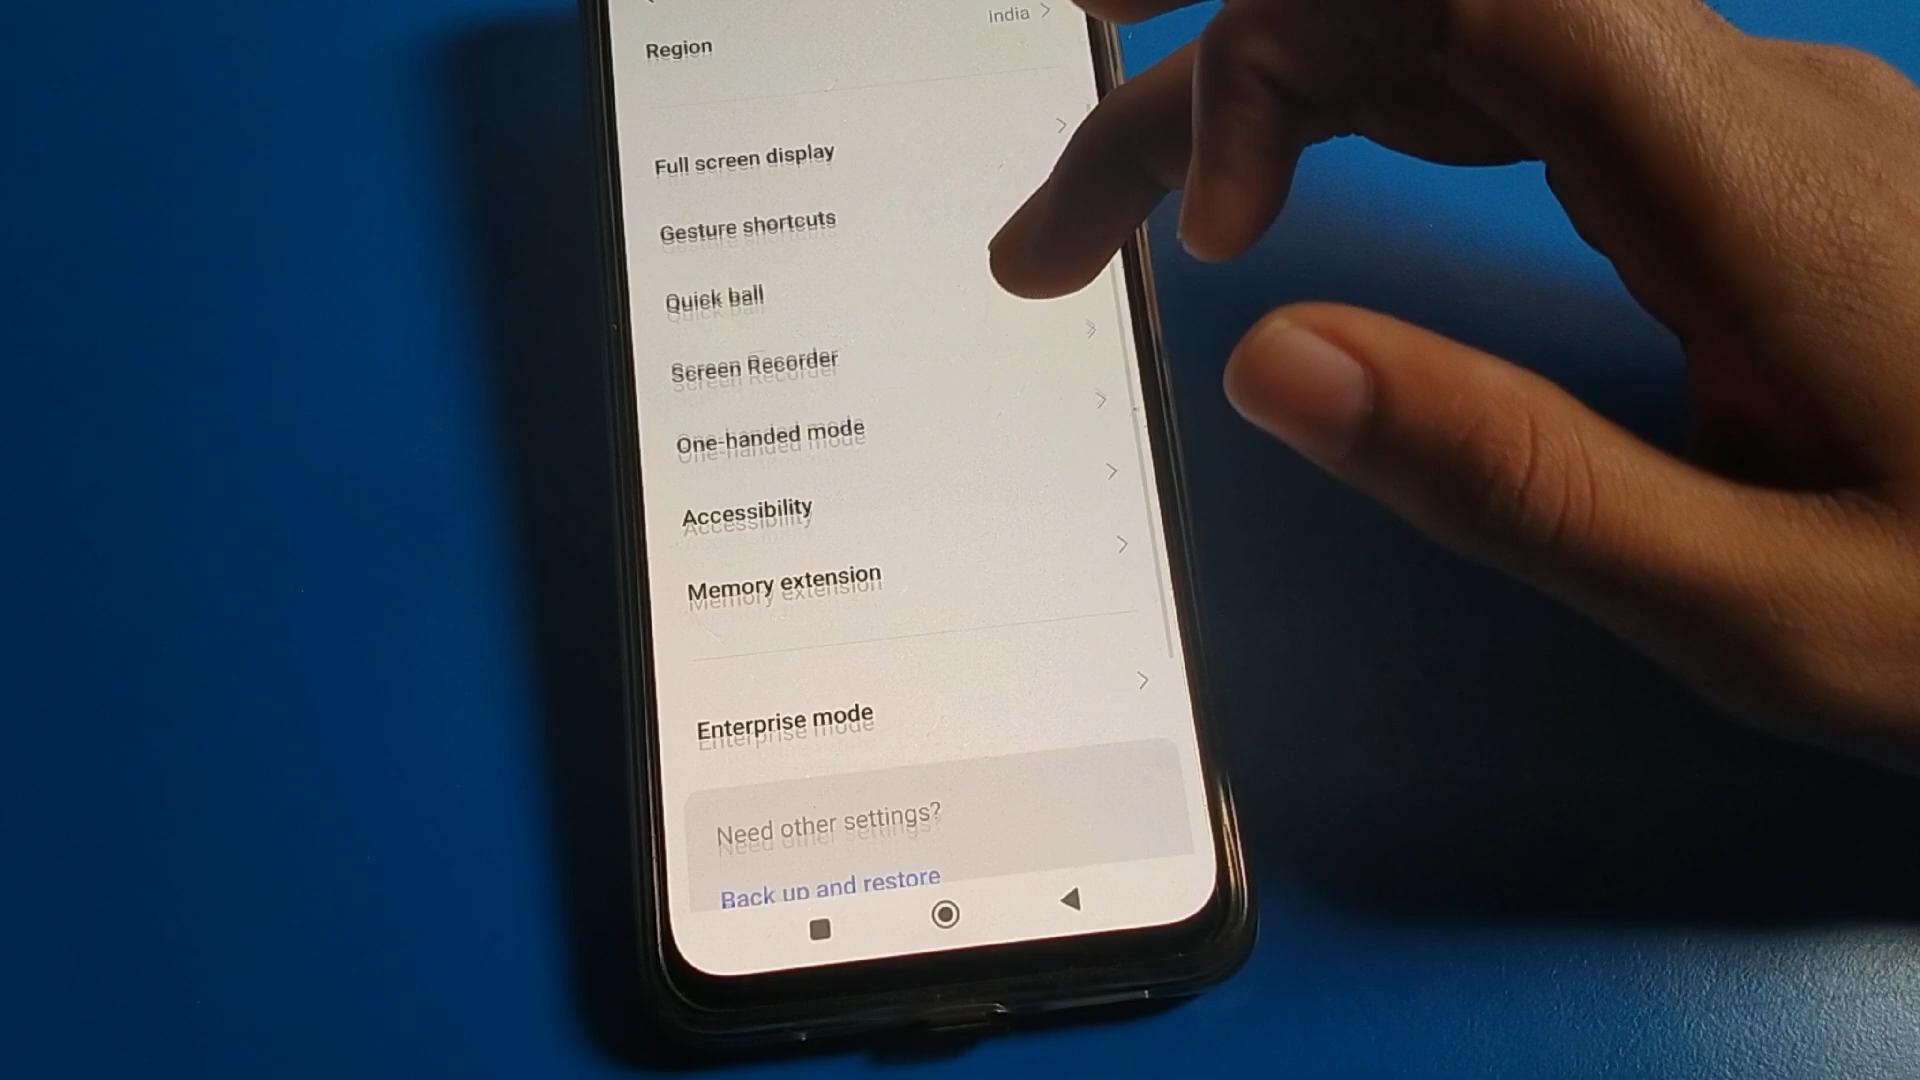 India
Region
Full screen display
Gesture shortcuts
Quick ball
Screen Recorder
One-handed mode
Accessibility
Memory extension
Enterprise mode
Need other settings?
Back up and restore